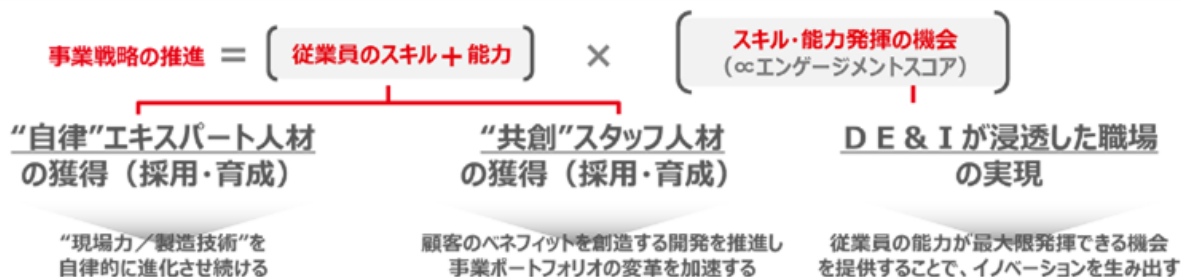 事業戦略の推進 = 従業員のスキル＋能力 × スキル・能力発揮の機会
（∝エンゲージメントスコア）
“自律”エキスパート人材
の獲得（採用・育成）
“共創”スタッフ人材
の獲得（採用・育成）
ＤＥ＆Ｉが浸透した職場
の実現
“現場力／製造技術”を
自律的に進化させ続ける
顧客のベネフィットを創造する開発を推進し
事業ポートフォリオの変革を加速する
従業員の能力が最大限発揮できる機会
を提供することで、イノベーションを生み出す